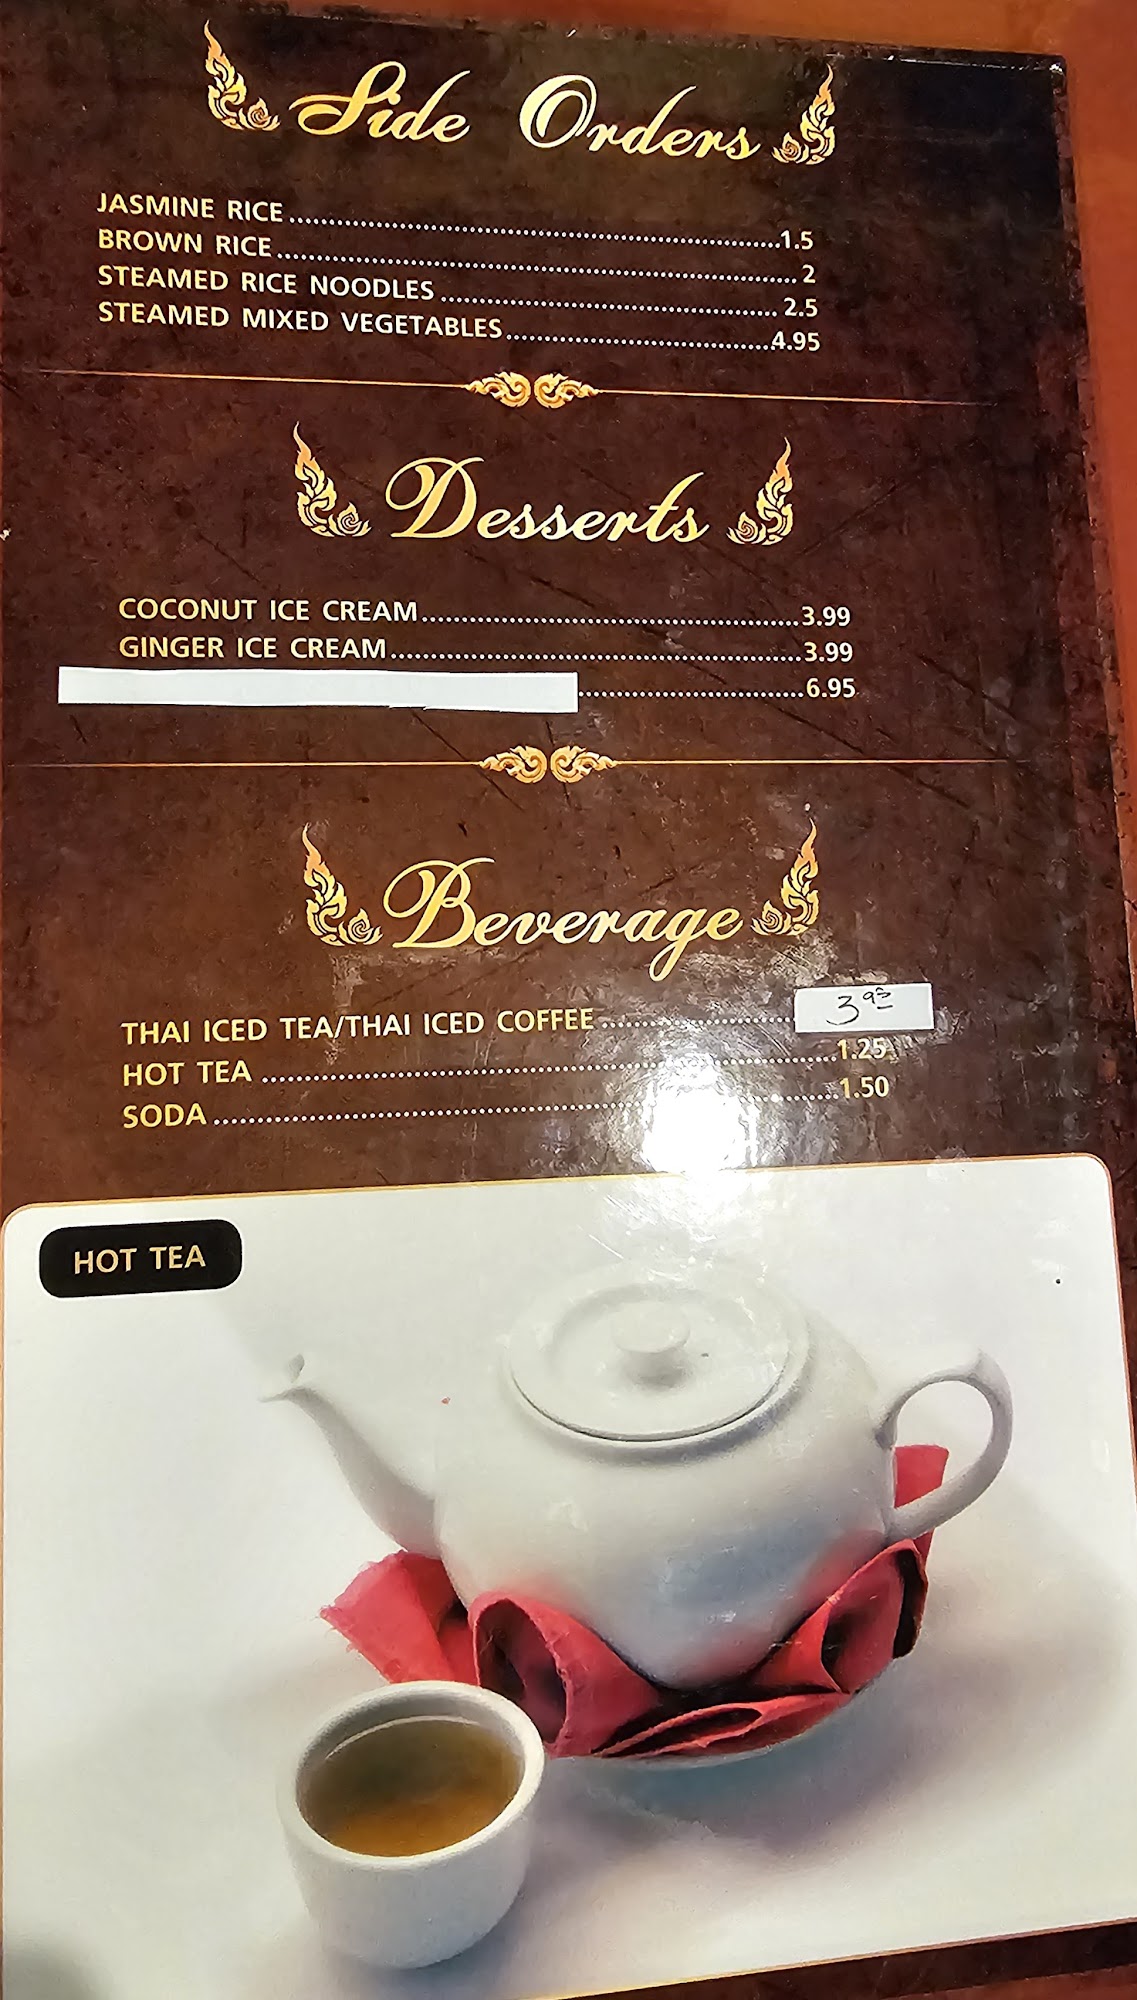 Side Orders
JASMINE RICE 1.5
BROWN RICE 2
STEAMED RICE NOODLES 2.5
STEAMED MIXED VEGETABLES 4.95
Desserts
COCONUT ICE CREAM 3.99
GINGER ICE CREAM 3.99
6.95
Beverage
THAI ICED TEA/THAI ICED COFFEE 3 95
HOT TEA 1.25
SODA 1.50
HOT TEA